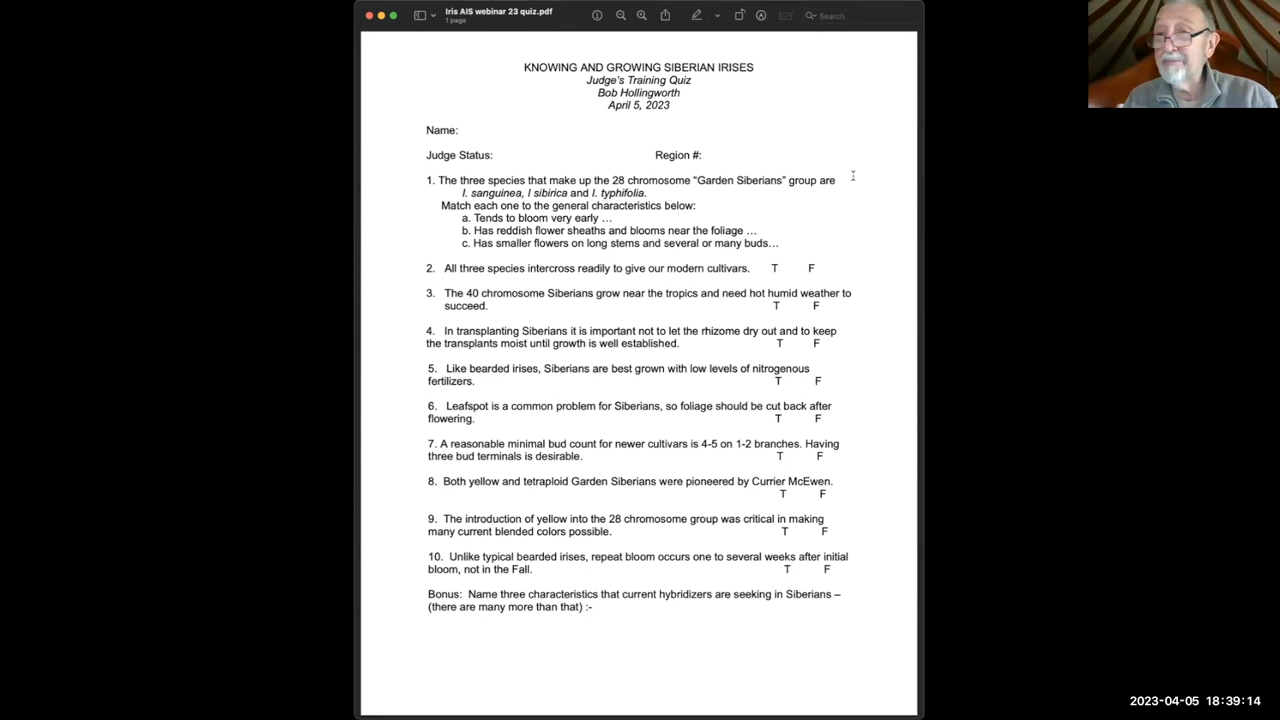 Iris AIS webinar 23 quiz.pdf
1 page
Search
KNOWING AND GROWING SIBERIAN IRISES
Judge's Training Quiz
Bob Hollingworth
April 5, 2023
Name:
Judge Status: Region #:
1. The three species that make up the 28 chromosome “Garden Siberians” group are
I. sanguinea, I sibirica and I. typhifolia.
Match each one to the general characteristics below:
a. Tends to bloom very early …
b. Has reddish flower sheaths and blooms near the foliage …
c. Has smaller flowers on long stems and several or many buds…
2. All three species intercross readily to give our modern cultivars. T F
3. The 40 chromosome Siberians grow near the tropics and need hot humid weather to
succeed. T F
4. In transplanting Siberians it is important not to let the rhizome dry out and to keep
the transplants moist until growth is well established. T F
5. Like bearded irises, Siberians are best grown with low levels of nitrogenous
fertilizers. T F
6. Leafspot is a common problem for Siberians, so foliage should be cut back after
flowering. T F
7. A reasonable minimal bud count for newer cultivars is 4-5 on 1-2 branches. Having
three bud terminals is desirable. T F
8. Both yellow and tetraploid Garden Siberians were pioneered by Currier McEwen.
T F
9. The introduction of yellow into the 28 chromosome group was critical in making
many current blended colors possible. T F
10. Unlike typical bearded irises, repeat bloom occurs one to several weeks after initial
bloom, not in the Fall. T F
Bonus: Name three characteristics that current hybridizers are seeking in Siberians –
(there are many more than that) :-
2023-04-05 18:39:14